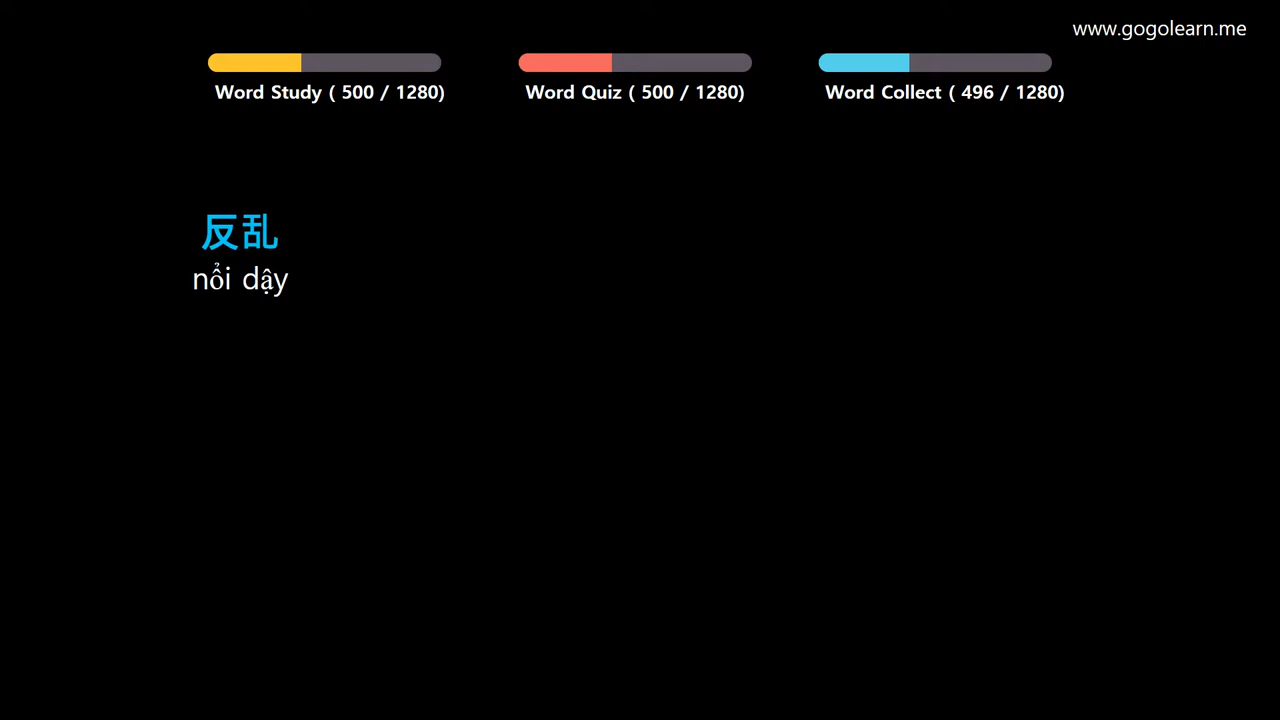 www.gogolearn.me
Word Study ( 500 / 1280)
Word Quiz ( 500 / 1280)
Word Collect ( 496 / 1280)
反乱
nổi dậy